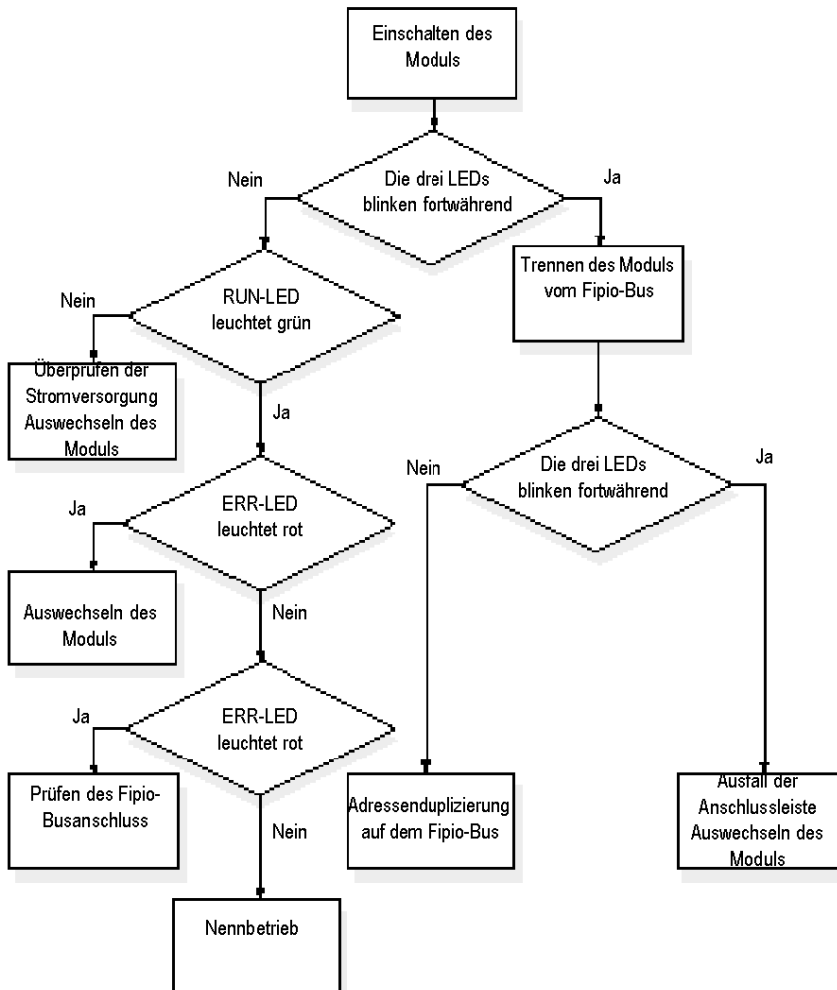 Einschalten des
Moduls
Nein
Die drei LEDs
blinken fortwährend
Ja
Nein
RUN-LED
leuchtet grün
Trennen des Moduls
vom Fipio-Bus
Überprüfen der
Stromversorgung
Auswechseln des
Moduls
Ja
Nein
Die drei LEDs
blinken fortwährend
Ja
Ja
ERR-LED
leuchtet rot
Auswechseln des
Moduls
Nein
Ja
ERR-LED
leuchtet rot
Prüfen des Fipio-
Busanschluss
Nein
Adressenduplizierung
auf dem Fipio-Bus
Ausfall der
Anschlussleiste
Auswechseln des
Moduls
Nennbetrieb